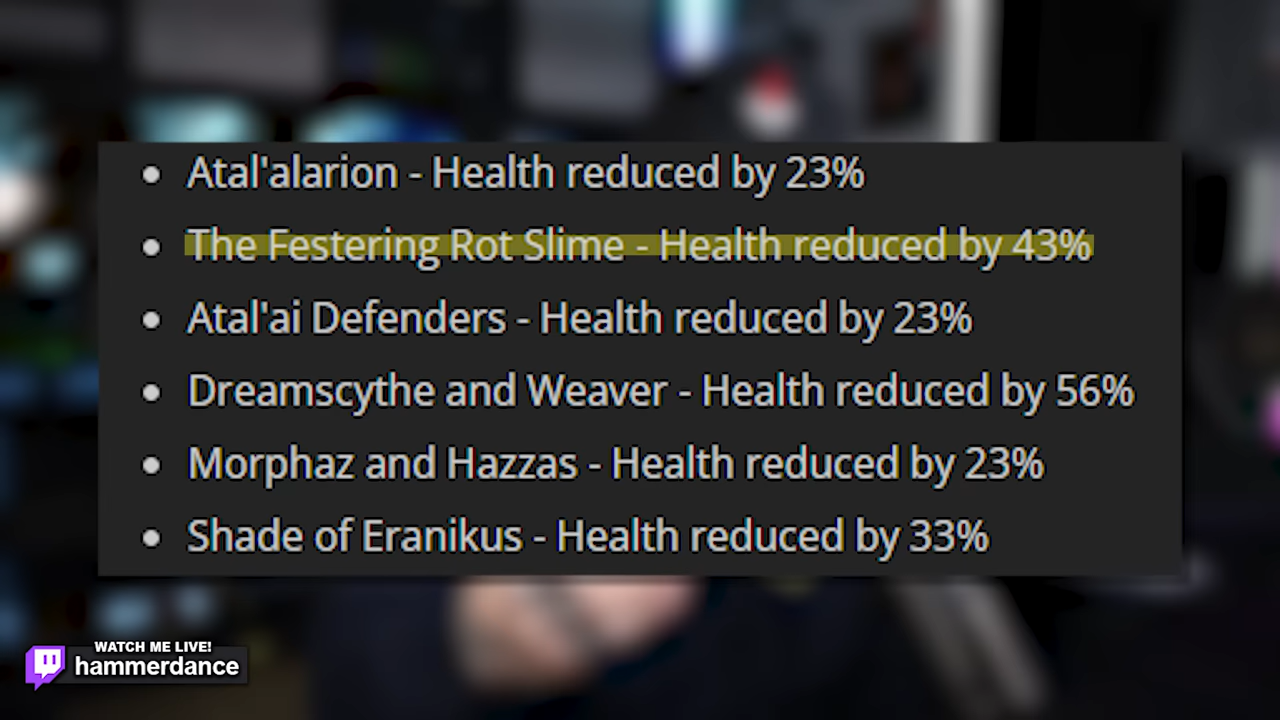 Atal'alarion - Health reduced by 23%
The Festering Rot Slime - Health reduced by 43%
Atal'ai Defenders - Health reduced by 23%
Dreamscythe and Weaver - Health reduced by 56%
Morphaz and Hazzas - Health reduced by 23%
Shade of Eranikus - Health reduced by 33%
WATCH ME LIVE!
hammerdance